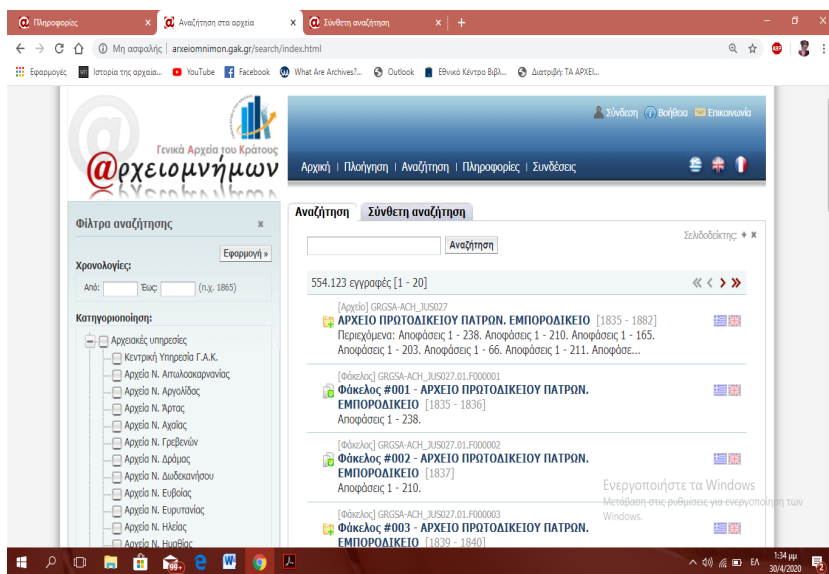 Πληροφορίες
Αναζήτηση στα αρχεία
Σύνθετη αναζήτηση
Μη ασφαλής | arxeiomnimon.gak.gr/search/index.html
ABP
Εφαρμογές
Ιστορία της αρχαία...
YouTube
Facebook
What Are Archives?...
Outlook
Εθνικό Κέντρο Βιβλ...
Διατριβή: ΤΑ ΑΡΧΕΙ...
Γενικά Αρχεία του Κράτους
@ρχειομνήμων
Σύνδεση
Βοήθεια
Επικοινωνία
Αρχική | Πλοήγηση | Αναζήτηση | Πληροφορίες | Συνδέσεις
Φίλτρα αναζήτησης ×
Εφαρμογή »
Χρονολογίες:
Από: Έως: (π.χ. 1865)
Κατηγοριοποίηση:
Αρχειακές υπηρεσίες
Κεντρική Υπηρεσία Γ.Α.Κ.
Αρχεία Ν. Αιτωλοακαρνανίας
Αρχεία Ν. Αργολίδας
Αρχεία Ν. Άρτας
Αρχεία Ν. Αχαΐας
Αρχεία Ν. Γρεβενών
Αρχεία Ν. Δράμας
Αρχεία Ν. Δωδεκανήσου
Αρχεία Ν. Ευβοίας
Αρχεία Ν. Ευρυτανίας
Αρχεία Ν. Ηλείας
Αρχεία Ν. Ημαθίας
Αναζήτηση
Σύνθετη αναζήτηση
Αναζήτηση
Σελιδοδείκτης: + ×
554.123 εγγραφές [1 - 20]
[Αρχείο] GRGSA-ACH_JUS027
ΑΡΧΕΙΟ ΠΡΩΤΟΔΙΚΕΙΟΥ ΠΑΤΡΩΝ. ΕΜΠΟΡΟΔΙΚΕΙΟ [1835 - 1882]
Περιεχόμενα: Αποφάσεις 1 - 238. Αποφάσεις 1 - 210. Αποφάσεις 1 - 165.
Αποφάσεις 1 - 203. Αποφάσεις 1 - 66. Αποφάσεις 1 - 211. Αποφάσε...
[Φάκελος] GRGSA-ACH_JUS027.01.F000001
Φάκελος #001 - ΑΡΧΕΙΟ ΠΡΩΤΟΔΙΚΕΙΟΥ ΠΑΤΡΩΝ.
ΕΜΠΟΡΟΔΙΚΕΙΟ [1835 - 1836]
Αποφάσεις 1 - 238.
[Φάκελος] GRGSA-ACH_JUS027.01.F000002
Φάκελος #002 - ΑΡΧΕΙΟ ΠΡΩΤΟΔΙΚΕΙΟΥ ΠΑΤΡΩΝ.
ΕΜΠΟΡΟΔΙΚΕΙΟ [1837]
Αποφάσεις 1 - 210.
[Φάκελος] GRGSA-ACH_JUS027.01.F000003
Φάκελος #003 - ΑΡΧΕΙΟ ΠΡΩΤΟΔΙΚΕΙΟΥ ΠΑΤΡΩΝ.
ΕΜΠΟΡΟΔΙΚΕΙΟ [1839 - 1840]
Ενεργοποιήστε τα Windows
Μετάβαση στις ρυθμίσεις για ενεργοποίηση των
Windows.
99+
ΕΛ
1:34 μμ
30/4/2020
2